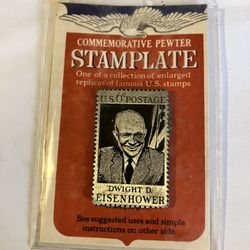 COMMEMORATIVE PEWTER
STAMPLATE
One of a collection of enlarged
replicas of famous U.S. stamps
U.S. 6¢ POSTAGE
DWIGHT D.
EISENHOWER
See suggested uses and simple
instructions on other side.